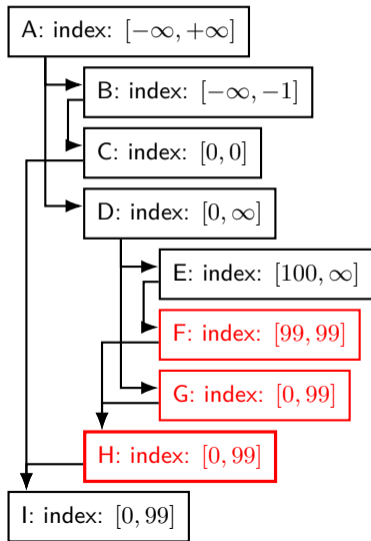 A: index: [−∞, +∞]
B: index: [−∞, −1]
C: index: [0, 0]
D: index: [0, ∞]
E: index: [100, ∞]
F: index: [99, 99]
G: index: [0, 99]
H: index: [0, 99]
I: index: [0, 99]